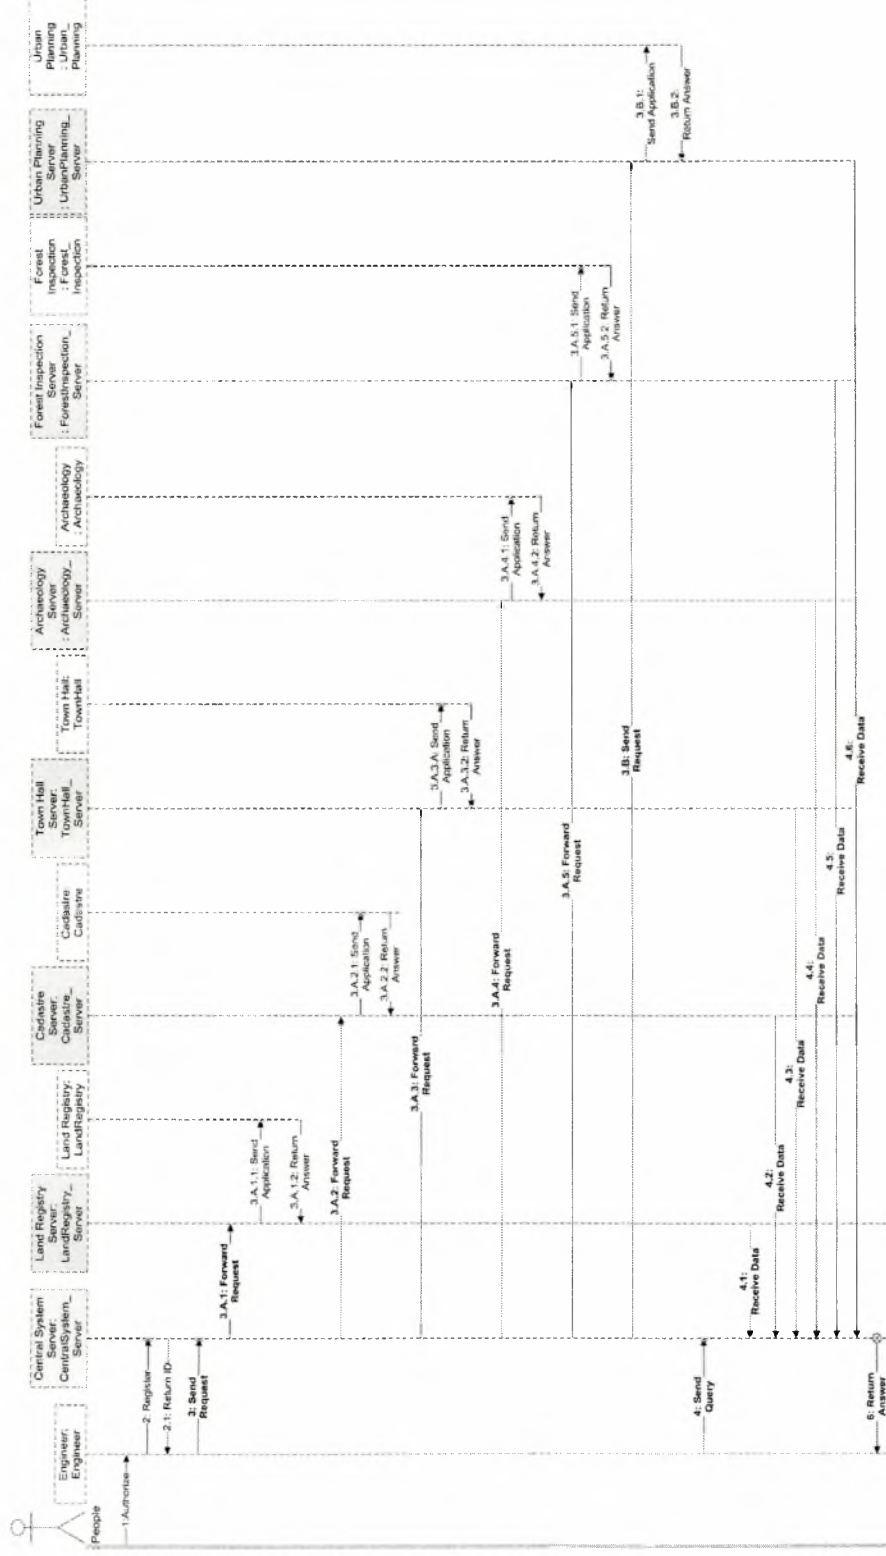 People
Engineer:
Engineer
Central System
Server:
CentralSystem_
Server
Land Registry
Server:
LandRegistry_
Server
Land Registry:
LandRegistry
Cadastre
Server:
Cadastre_
Server
Cadastre
Cadastre
Town Hall
Server:
TownHall_
Server
Town Hall:
TownHall
Archaeology
Server
: Archaeology_
Server
Archaeology
: Archaeology
Forest Inspection
Server
: ForestInspection_
Server
Forest
Inspection
: Forest_
Inspection
Urban Planning
Server
: UrbanPlanning_
Server
Urban
Planning
: Urban_
Planning
1:Authorize
2: Register
2.1: Return ID
3: Send
Request
3.A.1: Forward
Request
3.A.1.1: Send
Application
3.A.1.2: Return
Answer
3.A.2: Forward
Request
3.A.2.1: Send
Application
3.A.2.2: Return
Answer
3.A.3: Forward
Request
3.A.3.A: Send
Application
3.A.3.2: Return
Answer
3.A.4: Forward
Request
3.A.4.1: Send
Application
3.A.4.2: Return
Answer
3.A.5: Forward
Request
3.A.5.1: Send
Application
3.A.5.2: Return
Answer
3.B: Send
Request
3.B.1:
Send Application
3.B.2:
Return Answer
4: Send
Query
4.1:
Receive Data
4.2:
Receive Data
4.3:
Receive Data
4.4:
Receive Data
4.5:
Receive Data
4.6:
Receive Data
6: Return
Answer